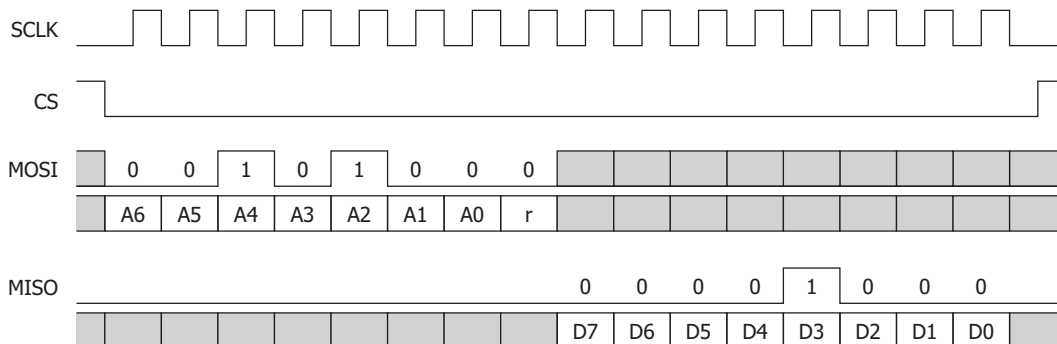 SCLK
CS
MOSI 0 0 1 0 1 0 0 0
A6 A5 A4 A3 A2 A1 A0 r
MISO 0 0 0 0 1 0 0 0
D7 D6 D5 D4 D3 D2 D1 D0